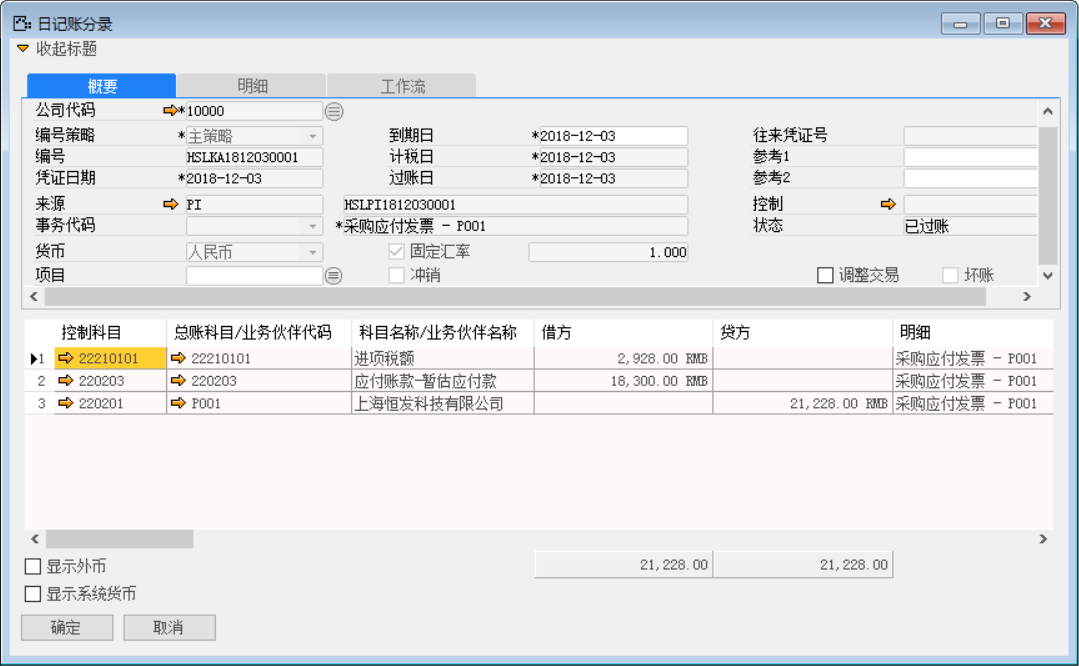 日记账分录
收起标题
概要 明细 工作流
公司代码 *10000
编号策略 *主策略 到期日 *2018-12-03 往来凭证号
编号 HSLKA1812030001 计税日 *2018-12-03 参考1
凭证日期 *2018-12-03 过账日 *2018-12-03 参考2
来源 PI HSLPI1812030001 控制
事务代码 *采购应付发票 - P001 状态 已过账
货币 人民币 固定汇率 1.000
项目 冲销 调整交易 坏账
控制科目 总账科目/业务伙伴代码 科目名称/业务伙伴名称 借方 贷方 明细
1 22210101 22210101 进项税额 2,928.00 RMB 采购应付发票 - P001
2 220203 220203 应付账款-暂估应付款 18,300.00 RMB 采购应付发票 - P001
3 220201 P001 上海恒发科技有限公司 21,228.00 RMB 采购应付发票 - P001
显示外币 21,228.00 21,228.00
显示系统货币
确定 取消